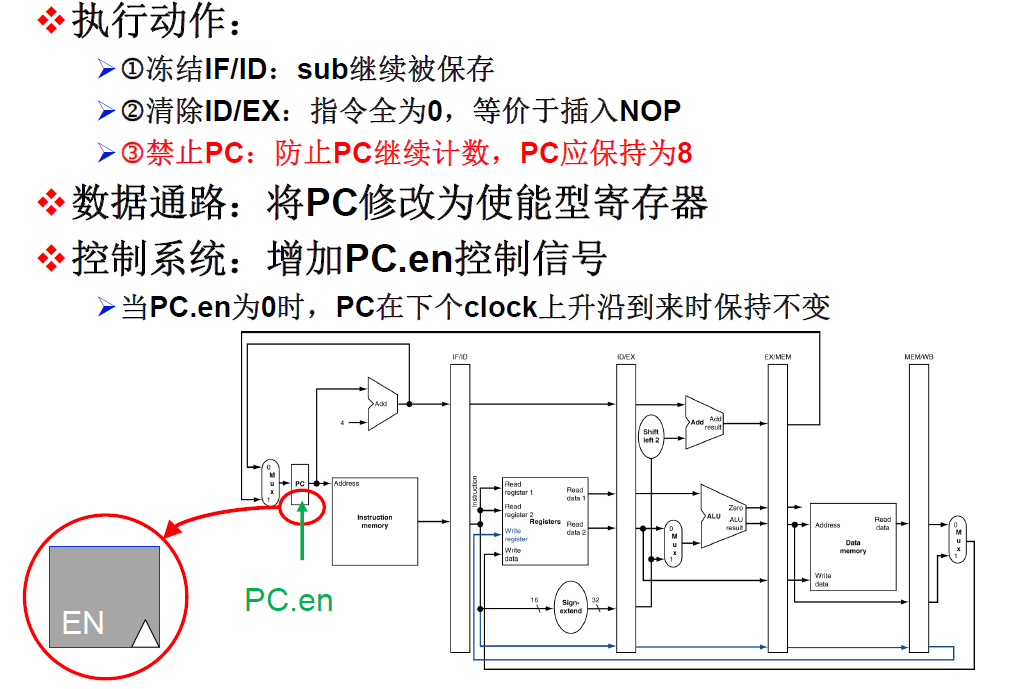 执行动作：
①冻结IF/ID：sub继续被保存
②清除ID/EX：指令全为0，等价于插入NOP
③禁止PC：防止PC继续计数，PC应保持为8
数据通路：将PC修改为使能型寄存器
控制系统：增加PC.en控制信号
当PC.en为0时，PC在下个clock上升沿到来时保持不变
IF/ID
ID/EX
EX/MEM
MEM/WB
Add
4
0
M
u
x
1
PC
Address
Instruction
memory
Instruction
Read
register 1
Read
register 2
Write
register
Write
data
Registers
Read
data 1
Read
data 2
16
Sign-
extend
32
Shift
left 2
Add
Add
result
0
M
u
x
1
ALU
Zero
ALU
result
Address
Read
data
Data
memory
Write
data
0
M
u
x
1
EN
PC.en